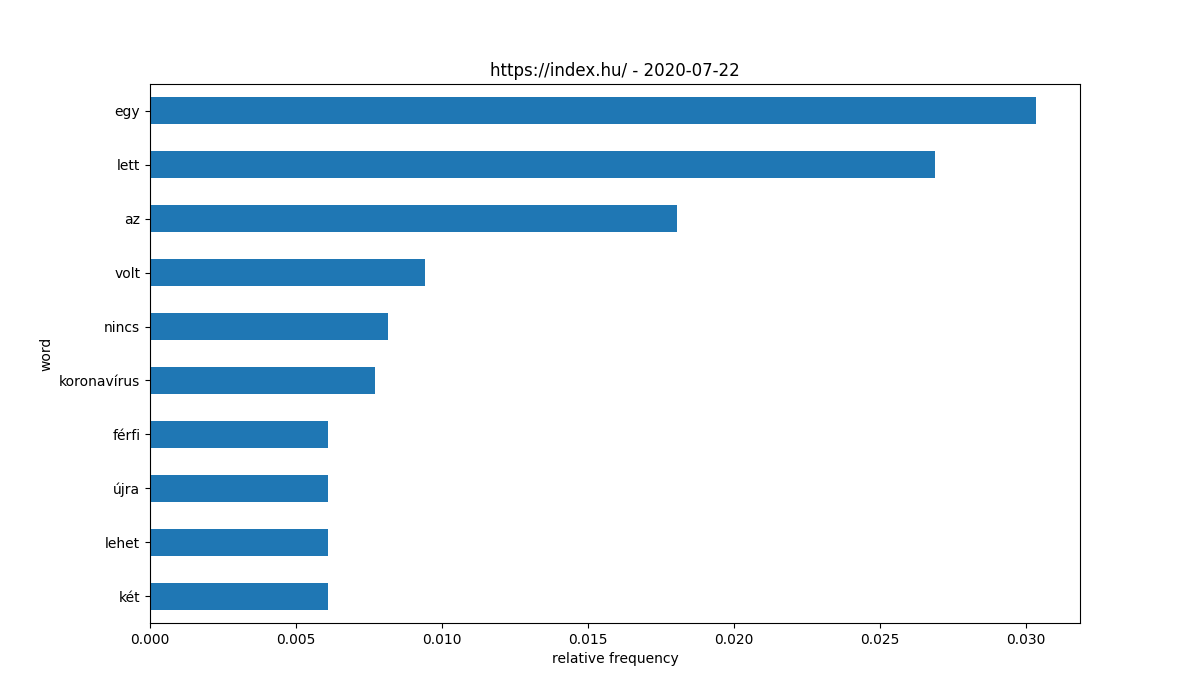 https://index.hu/ - 2020-07-22
egy
lett
az
volt
nincs
koronavírus
férfi
újra
lehet
két
word
0.000 0.005 0.010 0.015 0.020 0.025 0.030
relative frequency